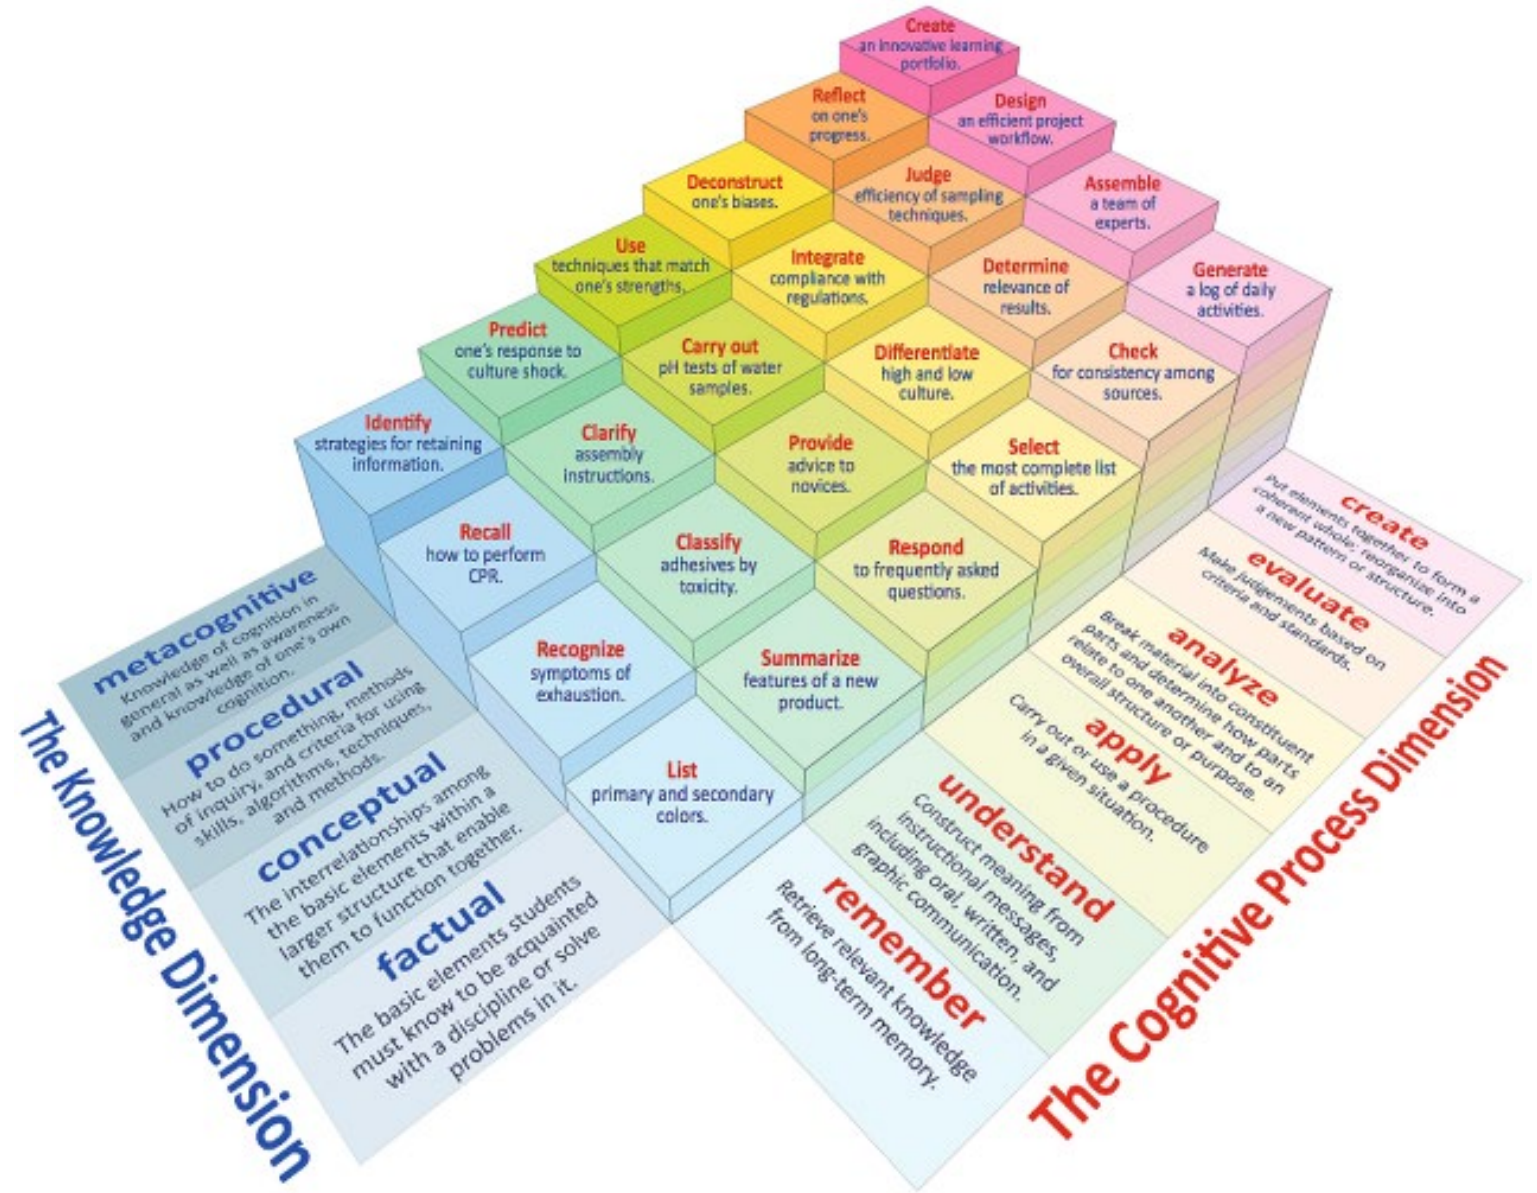 Create
an innovative learning
portfolio.
Reflect
on one's
progress.
Design
an efficient project
workflow.
Deconstruct
one's biases.
Judge
efficiency of sampling
techniques.
Assemble
a team of
experts.
Use
techniques that match
one's strengths.
Integrate
compliance with
regulations.
Determine
relevance of
results.
Generate
a log of daily
activities.
Predict
one's response to
culture shock.
Carry out
pH tests of water
samples.
Differentiate
high and low
culture.
Check
for consistency among
sources.
Identify
strategies for retaining
information.
Clarify
assembly
instructions.
Provide
advice to
novices.
Select
the most complete list
of activities.
Recall
how to perform
CPR.
Classify
adhesives by
toxicity.
Respond
to frequently asked
questions.
Recognize
symptoms of
exhaustion.
Summarize
features of a new
product.
List
primary and secondary
colors.
metacognitive
Knowledge of cognition in
general as well as awareness
and knowledge of one's own
cognition.
procedural
How to do something, methods
of inquiry, and criteria for using
skills, algorithms, techniques,
and methods.
conceptual
The interrelationships among
the basic elements within a
larger structure that enable
them to function together.
factual
The basic elements students
must know to be acquainted
with a discipline or solve
problems in it.
The Knowledge Dimension
create
Put elements together to form a
coherent whole; reorganize into
a new pattern or structure.
evaluate
Make judgements based on
criteria and standards.
analyze
Break material into constituent
parts and determine how parts
relate to one another and to an
overall structure or purpose.
apply
Carry out or use a procedure
in a given situation.
understand
Construct meaning from
instructional messages,
including oral, written, and
graphic communication.
remember
Retrieve relevant knowledge
from long-term memory.
The Cognitive Process Dimension